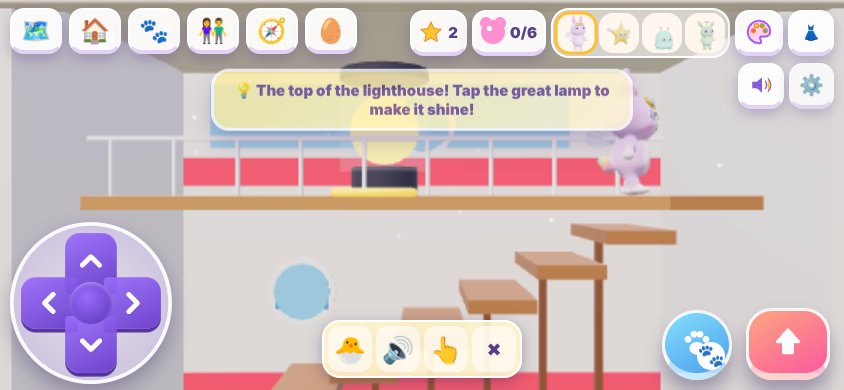 2
0/6
💡 The top of the lighthouse! Tap the great lamp to
make it shine!